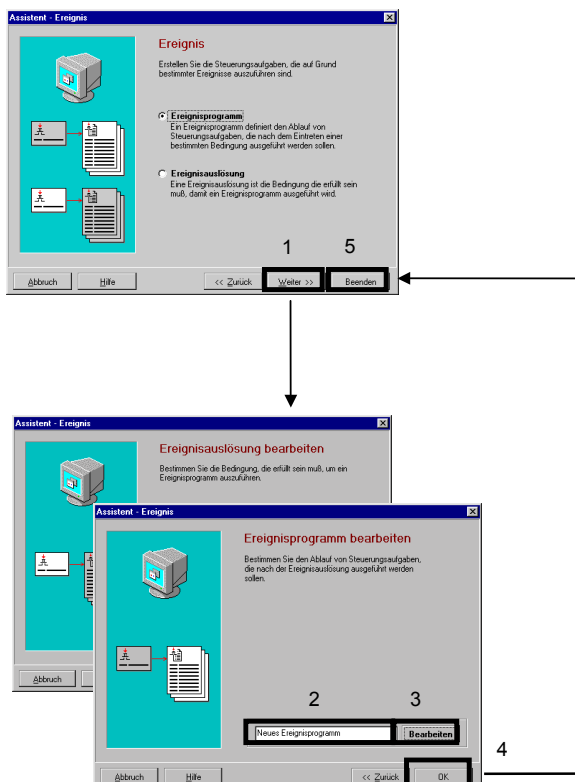 Assistent - Ereignis
Ereignis
Erstellen Sie die Steuerungsaufgaben, die auf Grund
bestimmter Ereignisse auszuführen sind.
Ereignisprogramm
Ein Ereignisprogramm definiert den Ablauf von
Steuerungsaufgaben, die nach dem Eintreten einer
bestimmten Bedingung ausgeführt werden sollen.
Ereignisauslösung
Eine Ereignisauslösung ist die Bedingung die erfüllt sein
muß, damit ein Ereignisprogramm ausgeführt wird.
1 5
Abbruch Hilfe << Zurück Weiter >> Beenden
Assistent - Ereignis
Ereignisauslösung bearbeiten
Bestimmen Sie die Bedingung, die erfüllt sein muß, um ein
Ereignisprogramm auszuführen.
Abbruch
Assistent - Ereignis
Ereignisprogramm bearbeiten
Bestimmen Sie den Ablauf von Steuerungsaufgaben,
die nach der Ereignisauslösung ausgeführt werden
sollen.
2 3
Neues Ereignisprogramm Bearbeiten
4
Abbruch Hilfe << Zurück OK